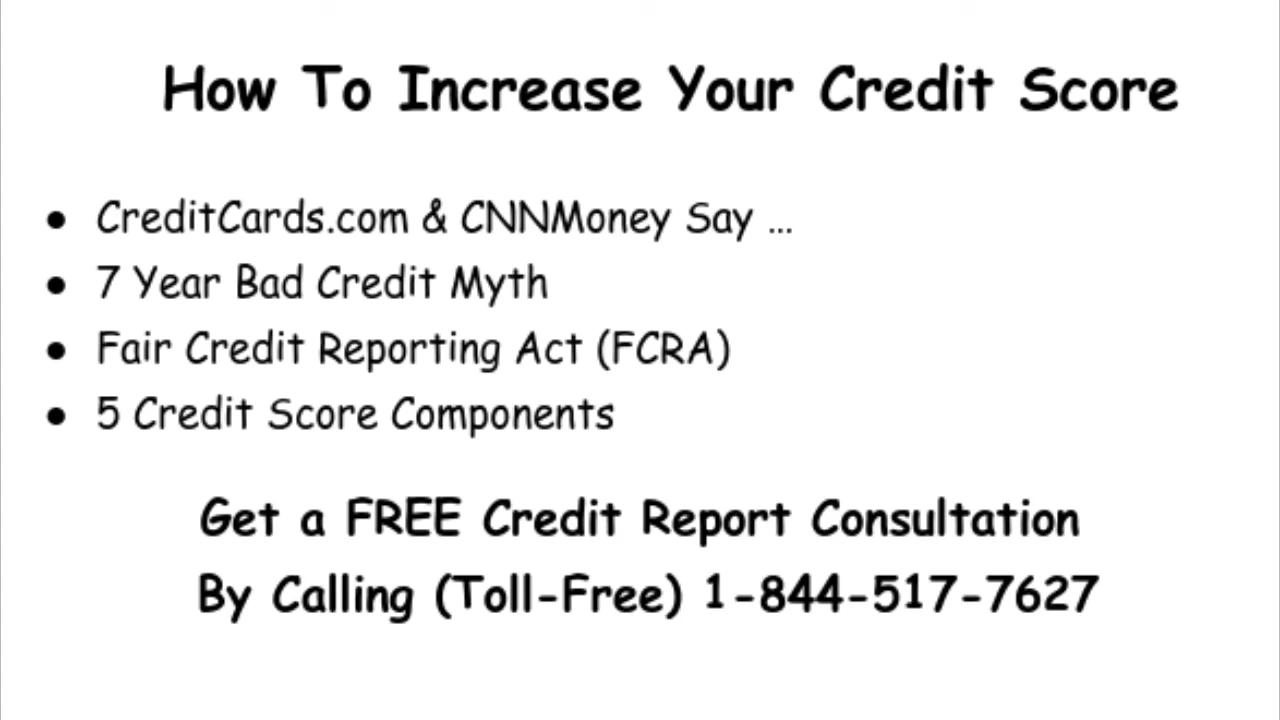 How To Increase Your Credit Score
● CreditCards.com & CNNMoney Say ...
● 7 Year Bad Credit Myth
● Fair Credit Reporting Act (FCRA)
● 5 Credit Score Components
Get a FREE Credit Report Consultation
By Calling (Toll-Free) 1-844-517-7627